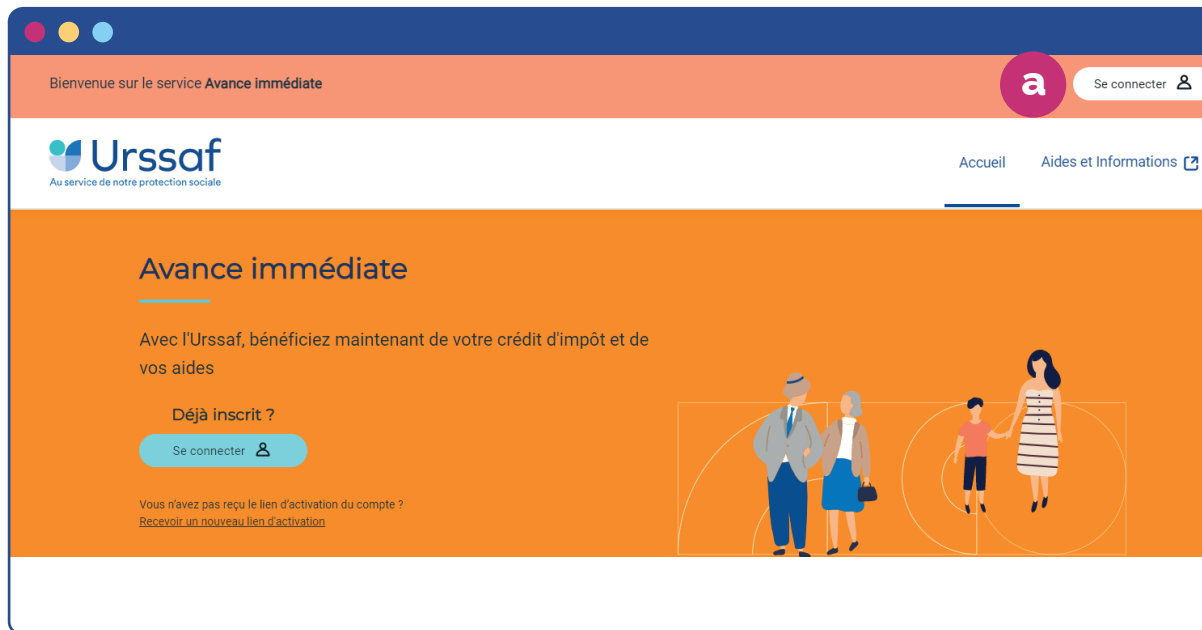 Bienvenue sur le service Avance immédiate
a
Se connecter
Urssaf
Au service de notre protection sociale
Accueil
Aides et Informations
Avance immédiate
Avec l'Urssaf, bénéficiez maintenant de votre crédit d'impôt et de
vos aides
Déjà inscrit ?
Se connecter
Vous n'avez pas reçu le lien d'activation du compte ?
Recevoir un nouveau lien d'activation